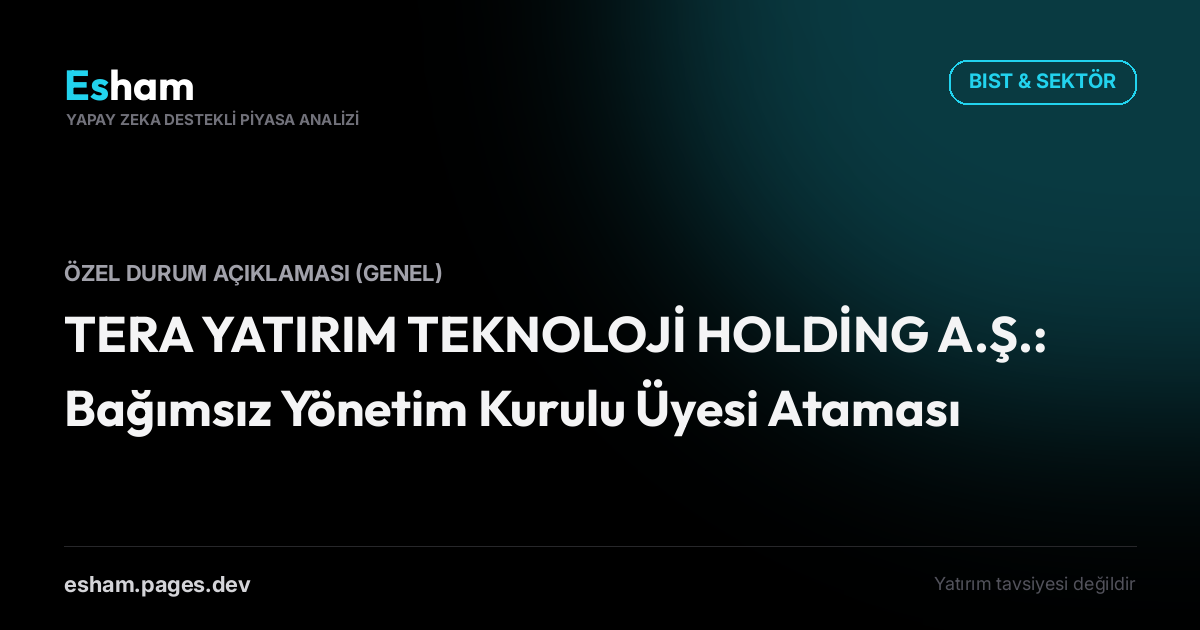 Esham
YAPAY ZEKA DESTEKLİ PİYASA ANALİZİ
BIST & SEKTÖR
ÖZEL DURUM AÇIKLAMASI (GENEL)
TERA YATIRIM TEKNOLOJİ HOLDİNG A.Ş.:
Bağımsız Yönetim Kurulu Üyesi Ataması
esham.pages.dev
Yatırım tavsiyesi değildir